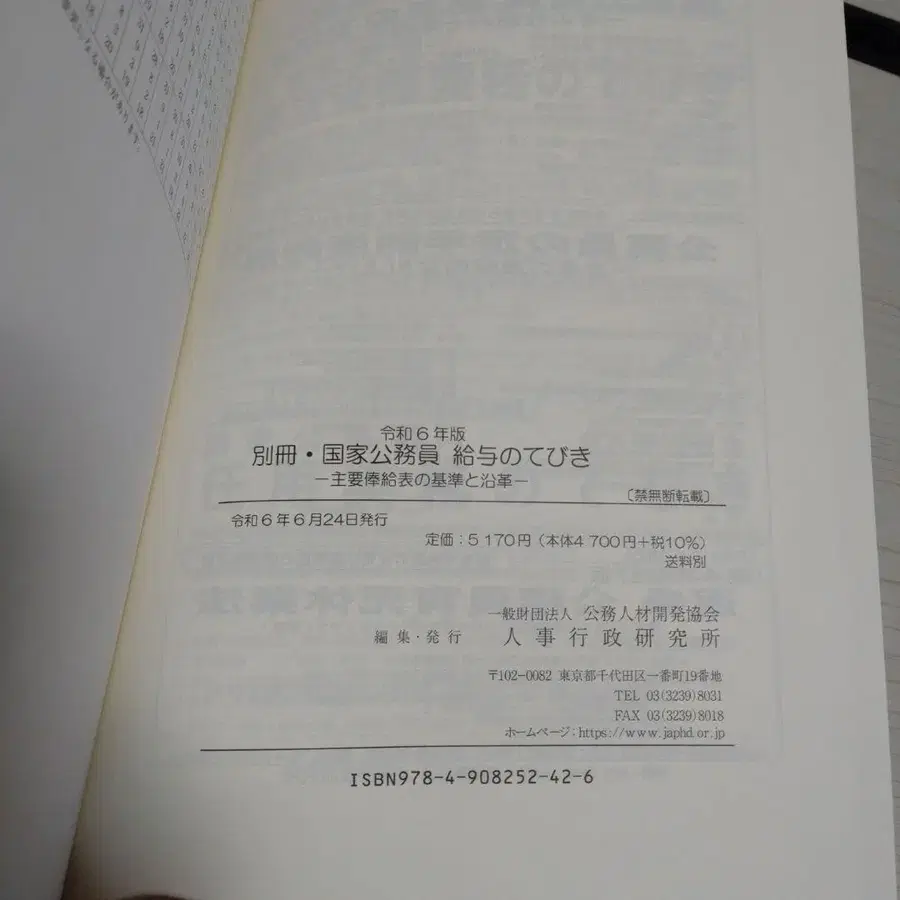 令和6年版
別冊・国家公務員 給与のてびき
―主要俸給表の基準と沿革―
〔禁無断転載〕
令和6年6月24日発行
定価：5 170円（本体4 700円＋税10%）
送料別
一般財団法人 公務人材開発協会
編集・発行 人事行政研究所
〒102-0082 東京都千代田区一番町19番地
TEL 03(3239)8031
FAX 03(3239)8018
ホームページ：https://www.japhd.or.jp
ISBN978-4-908252-42-6